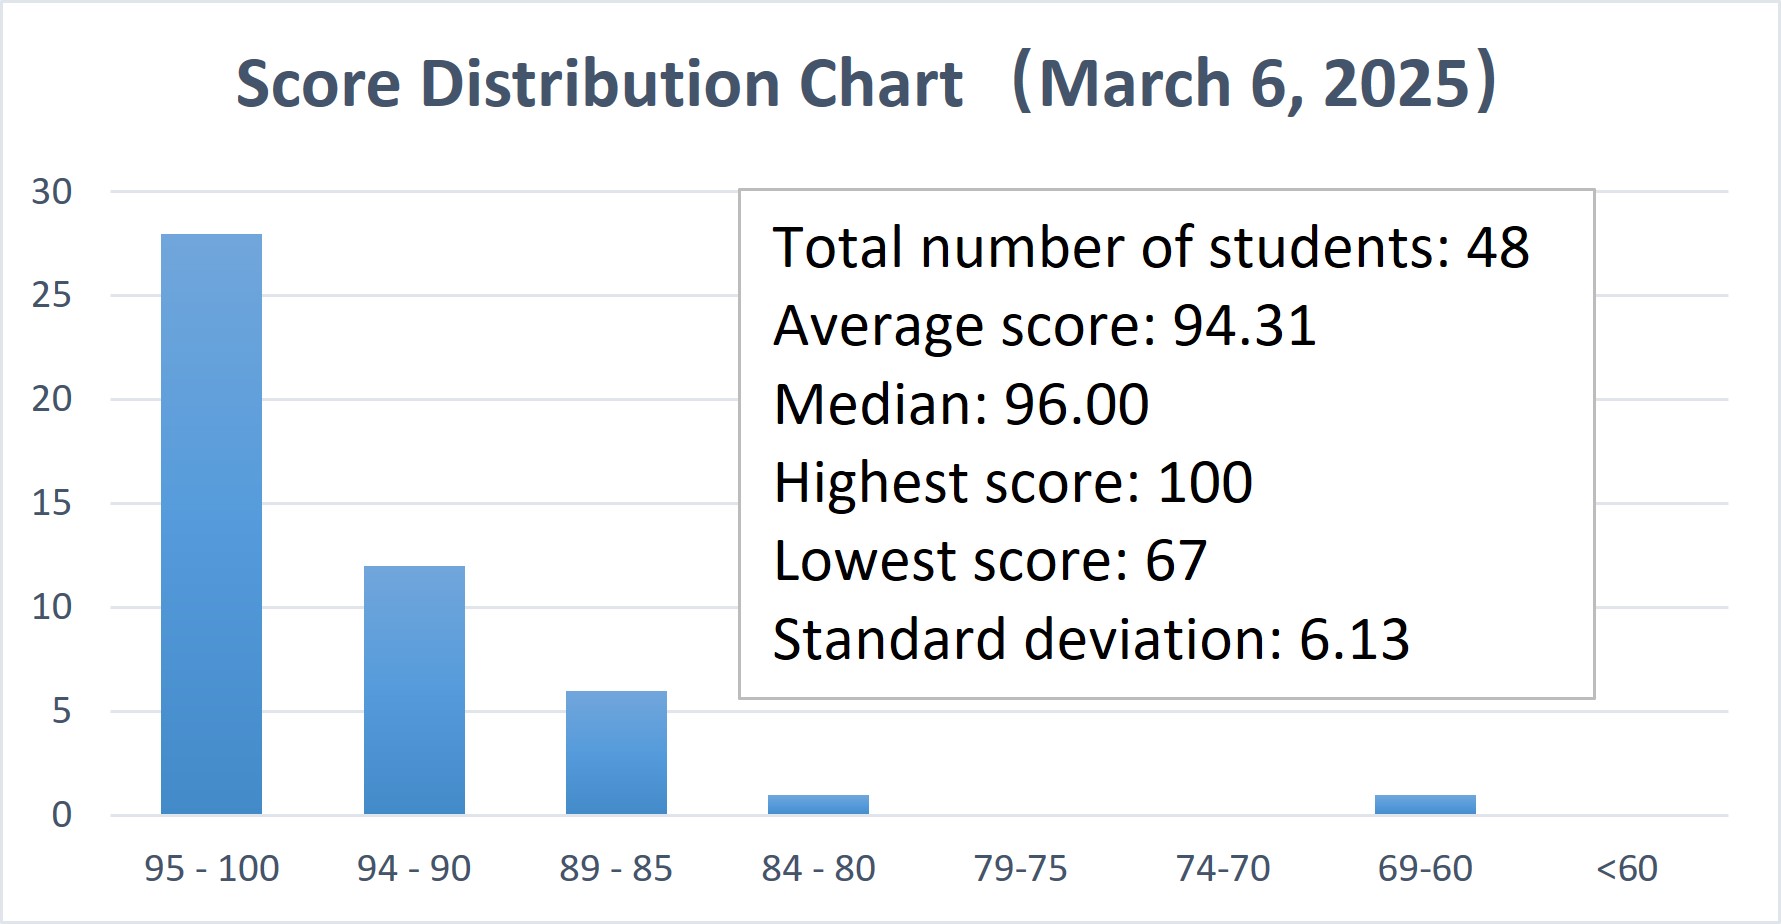 Score Distribution Chart（March 6, 2025）
30
25
20
15
10
5
0
Total number of students: 48
Average score: 94.31
Median: 96.00
Highest score: 100
Lowest score: 67
Standard deviation: 6.13
95 - 100 94 - 90 89 - 85 84 - 80 79-75 74-70 69-60 <60